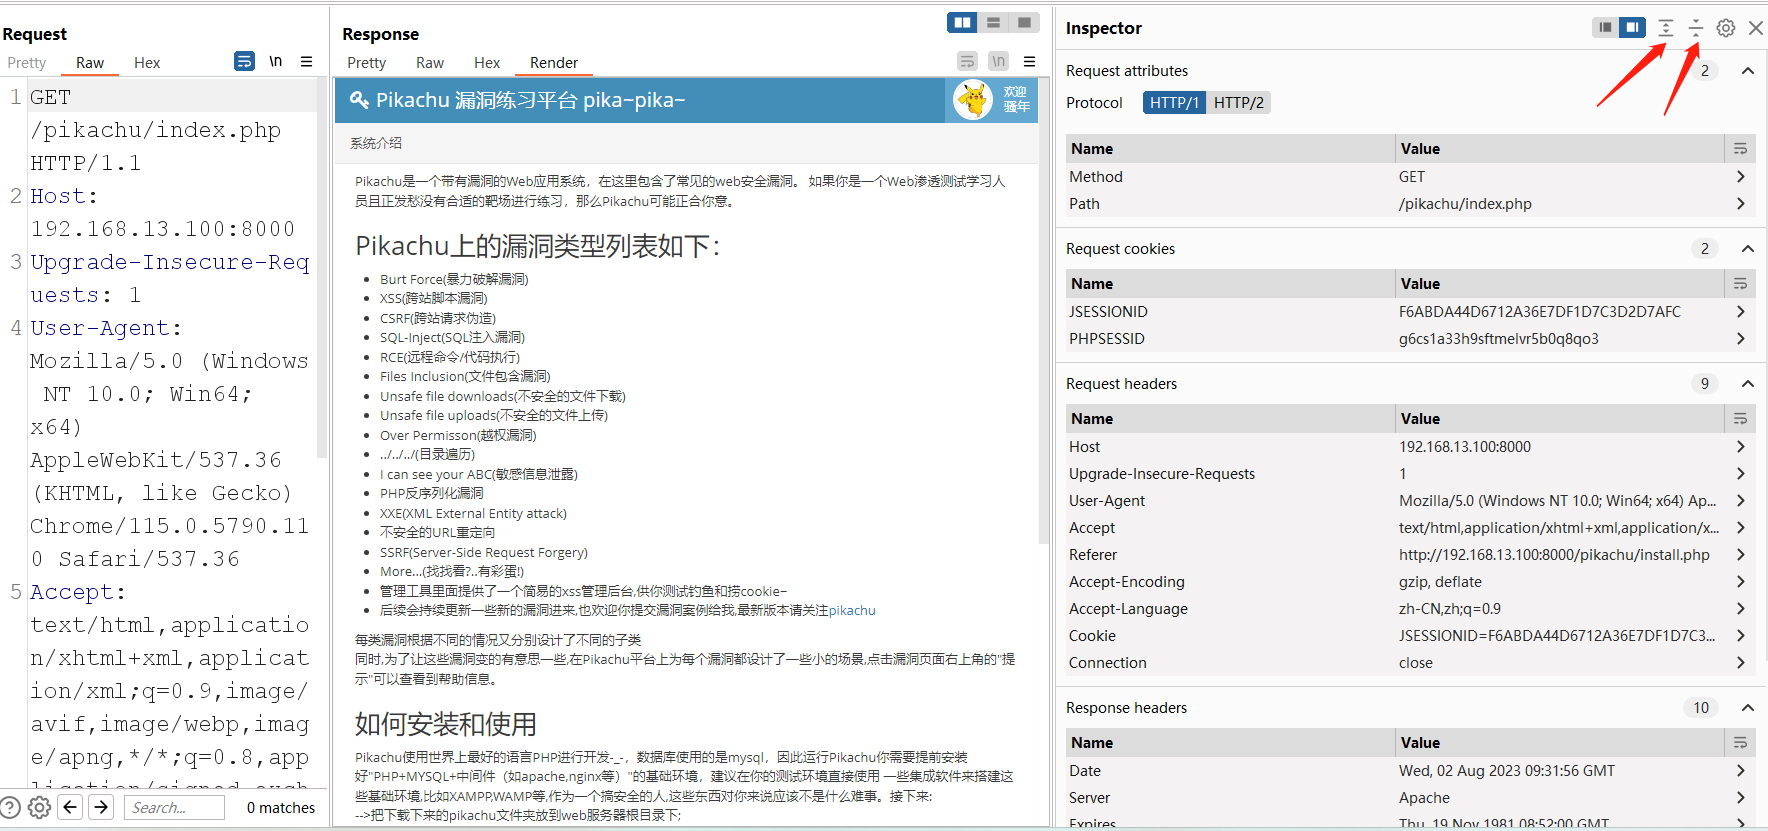 Request
Pretty Raw Hex \n
1 GET
/pikachu/index.php
HTTP/1.1
2 Host:
192.168.13.100:8000
3 Upgrade-Insecure-Req
uests: 1
4 User-Agent:
Mozilla/5.0 (Windows
NT 10.0; Win64;
x64)
AppleWebKit/537.36
(KHTML, like Gecko)
Chrome/115.0.5790.11
0 Safari/537.36
5 Accept:
text/html,applicatio
n/xhtml+xml,applicat
ion/xml;q=0.9,image/
avif,image/webp,imag
e/apng,*/*;q=0.8,app
lication/signed-exch
Search...
0 matches
Response
Pretty Raw Hex Render \n
Pikachu 漏洞练习平台 pika~pika~
欢迎
骚年
系统介绍
Pikachu是一个带有漏洞的Web应用系统，在这里包含了常见的web安全漏洞。 如果你是一个Web渗透测试学习人
员且正发愁没有合适的靶场进行练习，那么Pikachu可能正合你意。
Pikachu上的漏洞类型列表如下：
Burt Force(暴力破解漏洞)
XSS(跨站脚本漏洞)
CSRF(跨站请求伪造)
SQL-Inject(SQL注入漏洞)
RCE(远程命令/代码执行)
Files Inclusion(文件包含漏洞)
Unsafe file downloads(不安全的文件下载)
Unsafe file uploads(不安全的文件上传)
Over Permisson(越权漏洞)
../../../(目录遍历)
I can see your ABC(敏感信息泄露)
PHP反序列化漏洞
XXE(XML External Entity attack)
不安全的URL重定向
SSRF(Server-Side Request Forgery)
More...(找找看?..有彩蛋!)
管理工具里面提供了一个简易的xss管理后台,供你测试钓鱼和捞cookie~
后续会持续更新一些新的漏洞进来,也欢迎你提交漏洞案例给我,最新版本请关注pikachu
每类漏洞根据不同的情况又分别设计了不同的子类
同时,为了让这些漏洞变的有意思一些,在Pikachu平台上为每个漏洞都设计了一些小的场景,点击漏洞页面右上角的"提
示"可以查看到帮助信息。
如何安装和使用
Pikachu使用世界上最好的语言PHP进行开发-_-，数据库使用的是mysql，因此运行Pikachu你需要提前安装
好"PHP+MYSQL+中间件（如apache,nginx等）"的基础环境，建议在你的测试环境直接使用 一些集成软件来搭建这
些基础环境,比如XAMPP,WAMP等,作为一个搞安全的人,这些东西对你来说应该不是什么难事。接下来:
-->把下载下来的pikachu文件夹放到web服务器根目录下;
Inspector
Request attributes 2
Protocol HTTP/1 HTTP/2
Name Value
Method GET
Path /pikachu/index.php
Request cookies 2
Name Value
JSESSIONID F6ABDA44D6712A36E7DF1D7C3D2D7AFC
PHPSESSID g6cs1a33h9sftmelvr5b0q8qo3
Request headers 9
Name Value
Host 192.168.13.100:8000
Upgrade-Insecure-Requests 1
User-Agent Mozilla/5.0 (Windows NT 10.0; Win64; x64) Ap...
Accept text/html,application/xhtml+xml,application/x...
Referer http://192.168.13.100:8000/pikachu/install.php
Accept-Encoding gzip, deflate
Accept-Language zh-CN,zh;q=0.9
Cookie JSESSIONID=F6ABDA44D6712A36E7DF1D7C3...
Connection close
Response headers 10
Name Value
Date Wed, 02 Aug 2023 09:31:56 GMT
Server Apache
Expires Thu, 19 Nov 1981 08:52:00 GMT